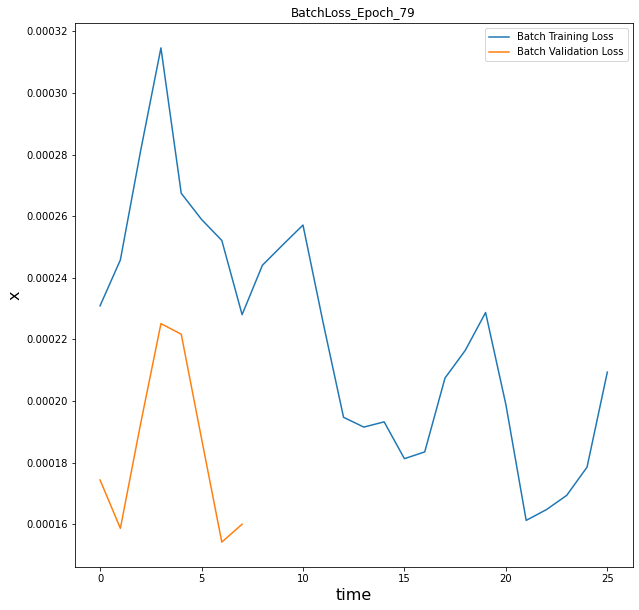 BatchLoss_Epoch_79
Batch Training Loss
Batch Validation Loss
0.00032
0.00030
0.00028
0.00026
0.00024
0.00022
0.00020
0.00018
0.00016
x
0 5 10 15 20 25
time